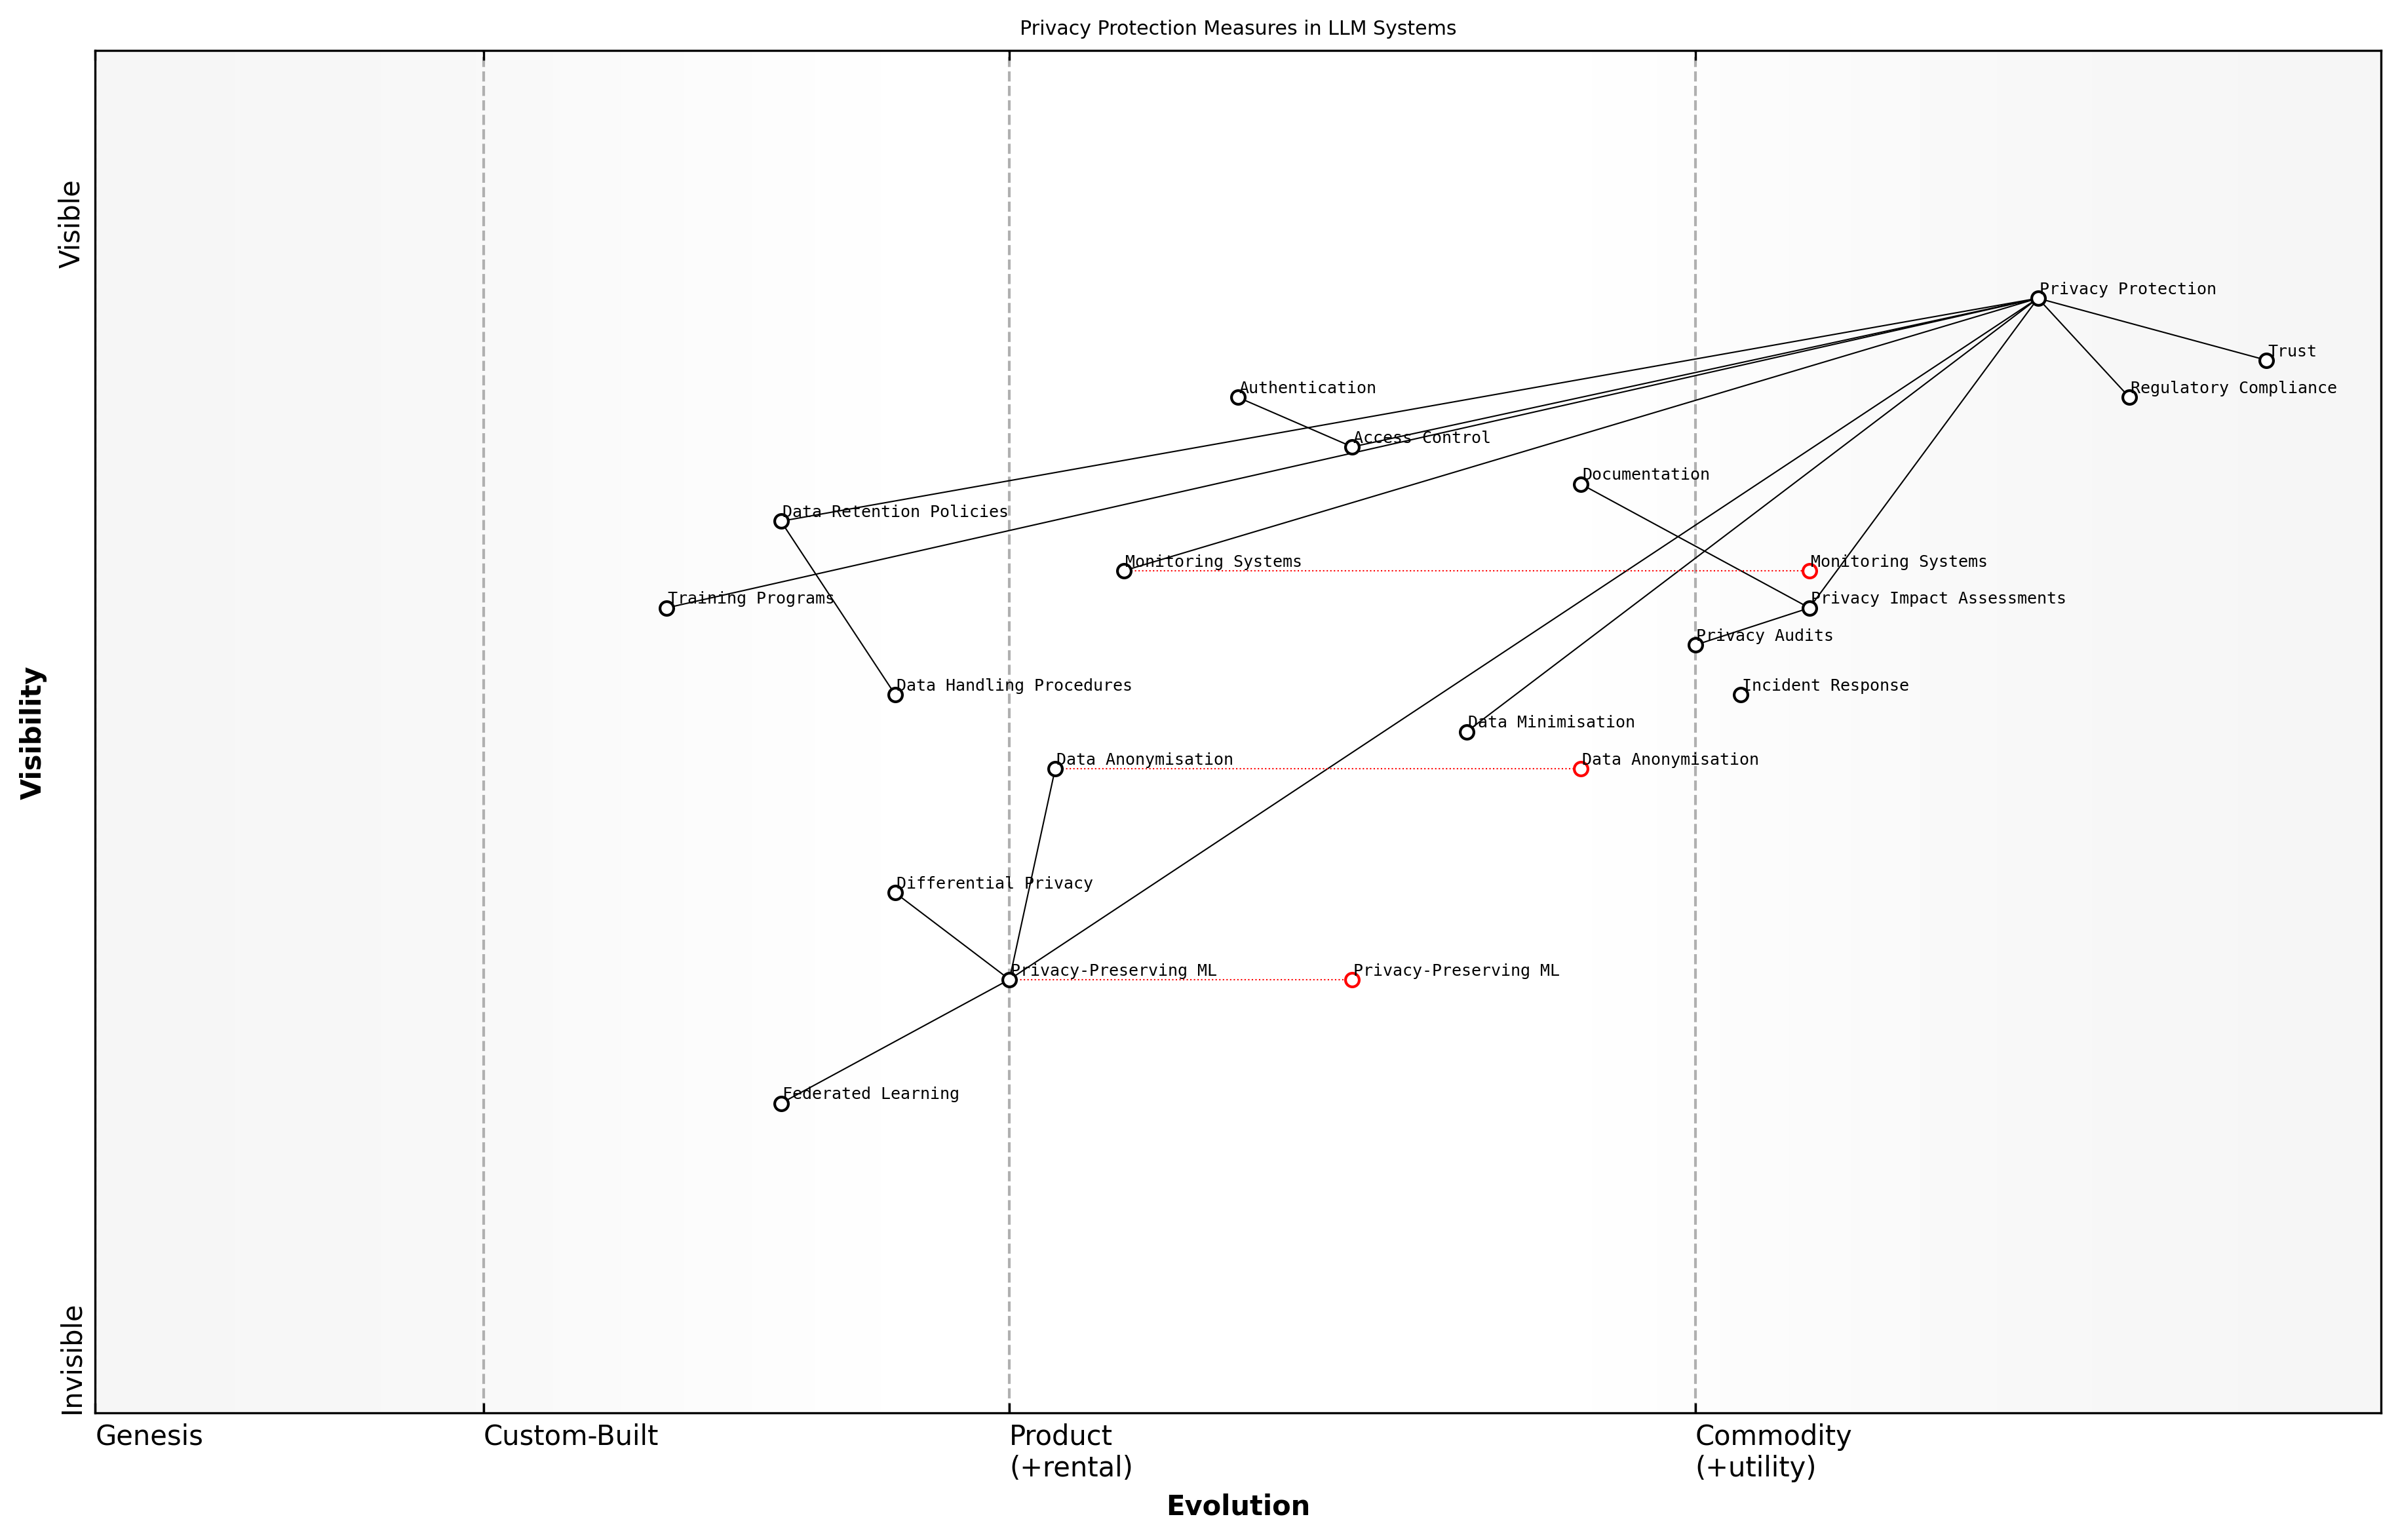 Privacy Protection Measures in LLM Systems
Visible
Privacy Protection
Trust
Authentication
Regulatory Compliance
Access Control
Documentation
Data Retention Policies
Monitoring Systems
Monitoring Systems
Training Programs
Privacy Impact Assessments
Privacy Audits
Data Handling Procedures
Incident Response
Data Minimisation
Visibility
Data Anonymisation
Data Anonymisation
Differential Privacy
Privacy-Preserving ML
Privacy-Preserving ML
Federated Learning
Invisible
Genesis
Custom-Built
Product
(+rental)
Commodity
(+utility)
Evolution